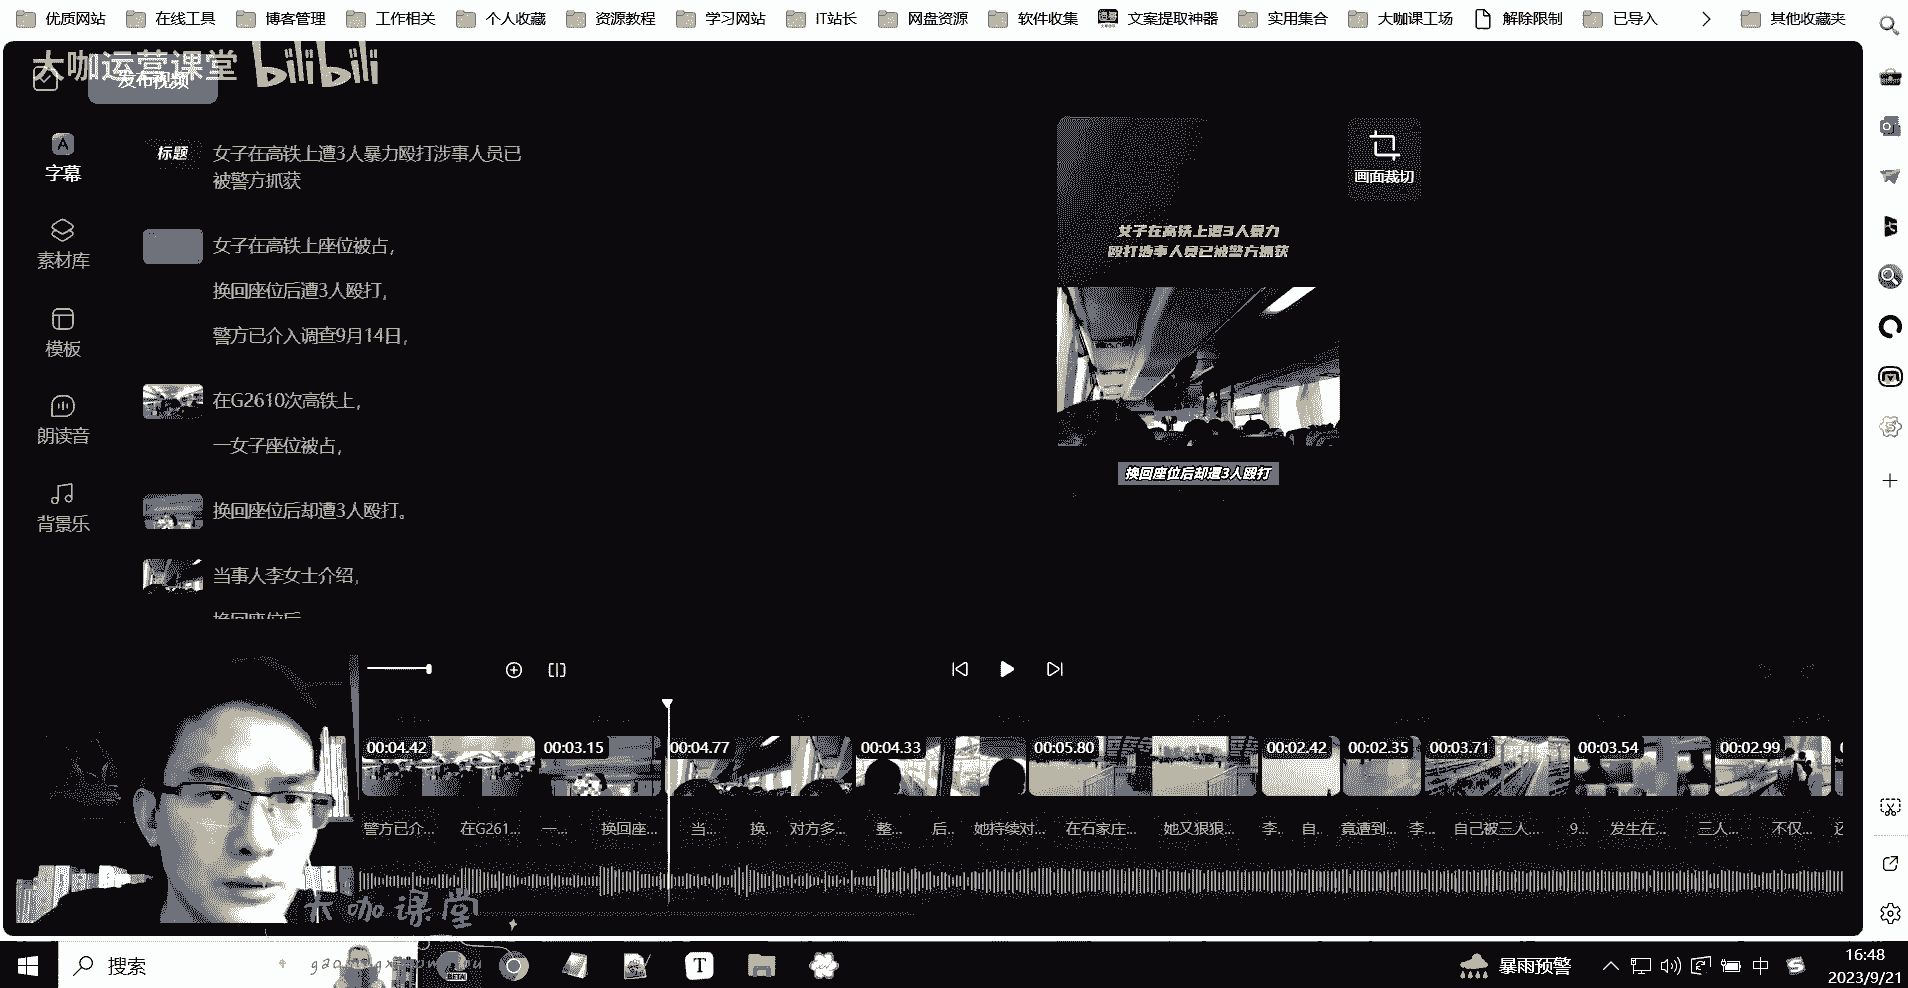 优质网站
在线工具
博客管理
工作相关
个人收藏
资源教程
学习网站
IT站长
网盘资源
软件收集
文案提取神器
实用集合
大咖课工场
解除限制
已导入
其他收藏夹
大咖运营课堂 bilibili
发布视频
字幕
素材库
模板
朗读音
背景乐
标题
女子在高铁上遭3人暴力殴打涉事人员已
被警方抓获
女子在高铁上座位被占，
换回座位后遭3人殴打，
警方已介入调查9月14日，
在G2610次高铁上，
一女子座位被占，
换回座位后却遭3人殴打。
当事人李女士介绍，
换回座位后
画面裁切
女子在高铁上遭3人暴力
殴打涉事人员已被警方抓获
换回座位后却遭3人殴打
00:04.42
00:03.15
00:04.77
00:04.33
00:05.80
00:02.42
00:02.35
00:03.71
00:03.54
00:02.99
警方已介...
在G261...
一...
换回座...
当...
换..
对方多...
整...
后..
她持续对...
在石家庄...
她又狠狠...
李..
自..
竟遭到...
李...
自己被三人...
9...
发生在...
三人...
不仅...
大咖课堂
搜索
BETA
T
暴雨预警
中
16:48
2023/9/21